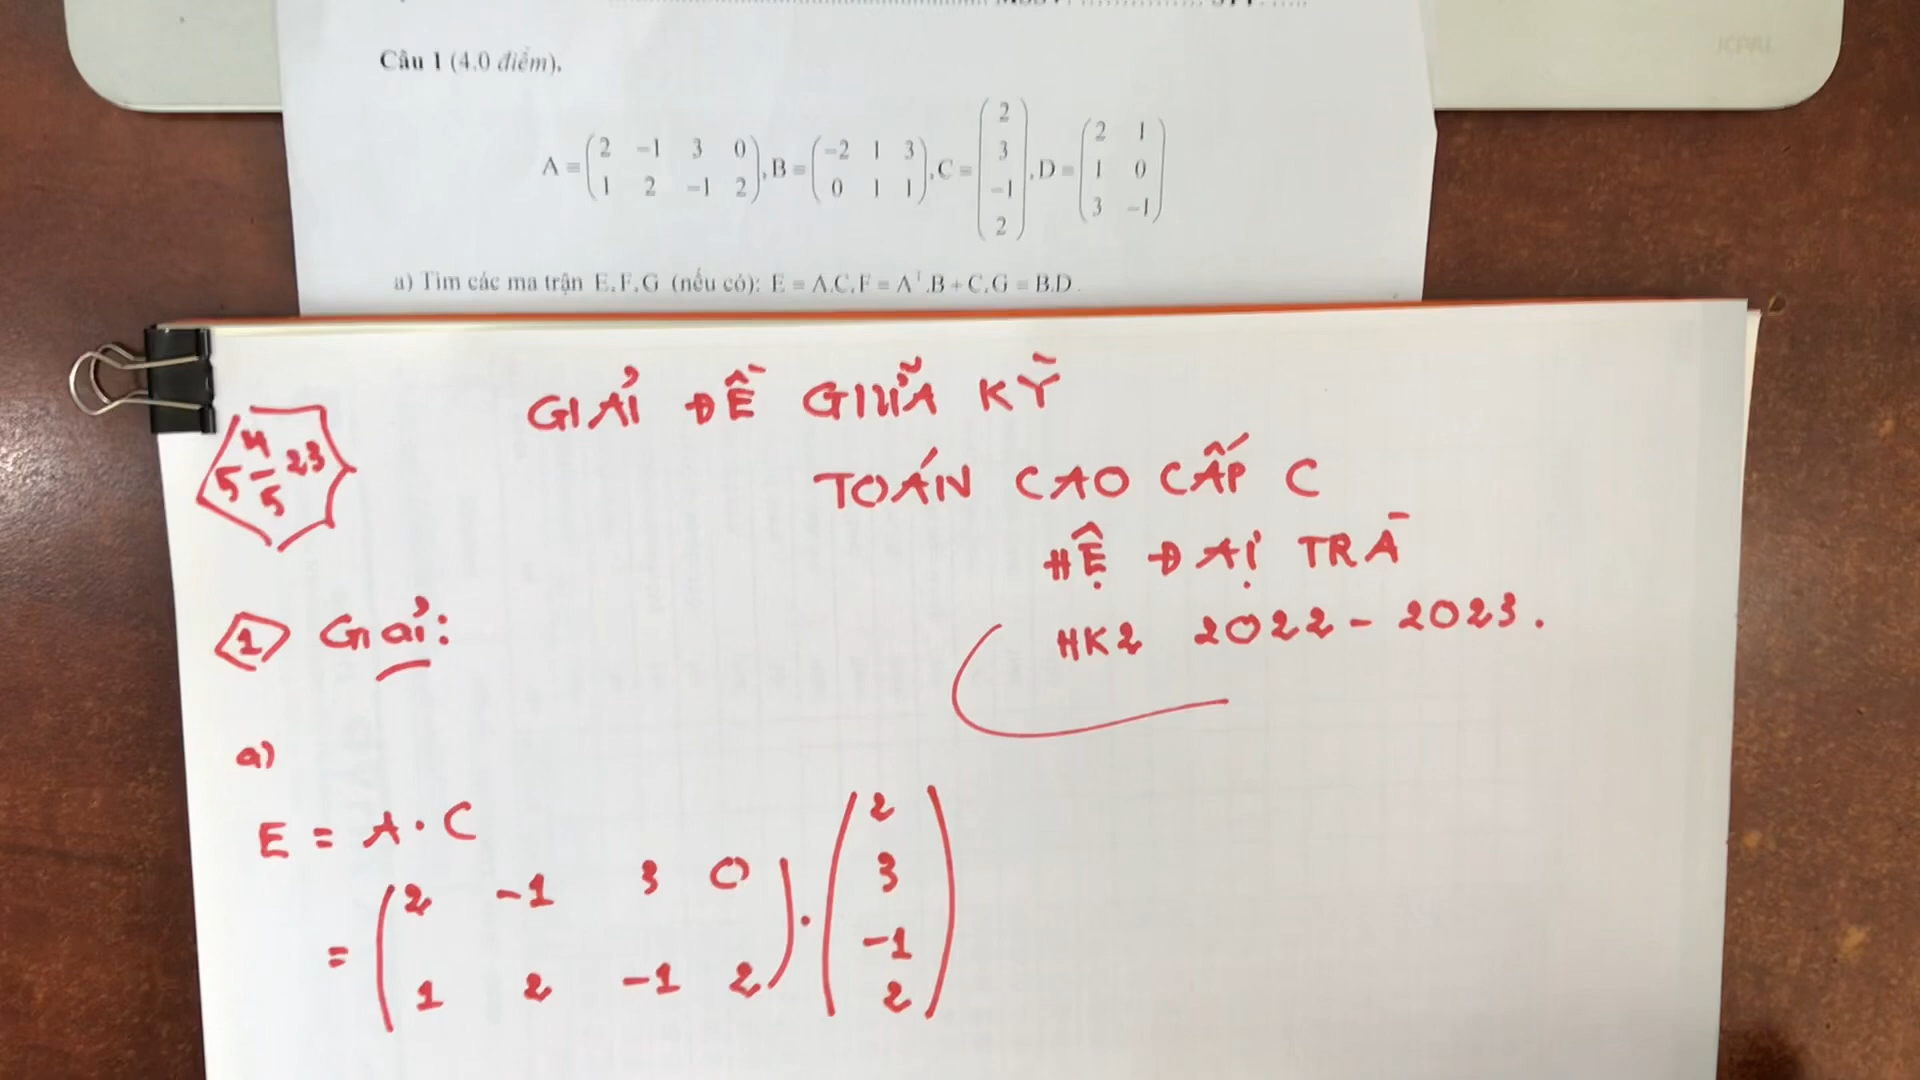 Câu 1 (4.0 điểm).
A = ( 2 -1 3 0 ; 1 2 -1 2 ), B = ( -2 1 3 ; 0 1 1 ), C = ( 2 ; 3 ; -1 ; 2 ), D = ( 2 1 ; 1 0 ; 3 -1 )
a) Tìm các ma trận E, F, G (nếu có): E = A.C, F = Aᵀ.B + C, G = B.D.
GIẢI ĐỀ GIỮA KỲ
TOÁN CAO CẤP C
HỆ ĐẠI TRÀ
HK2 2022 - 2023.
5 4/5 23
1 Giải:
a)
E = A . C
= ( 2 -1 3 0 ; 1 2 -1 2 ) . ( 2 ; 3 ; -1 ; 2 )